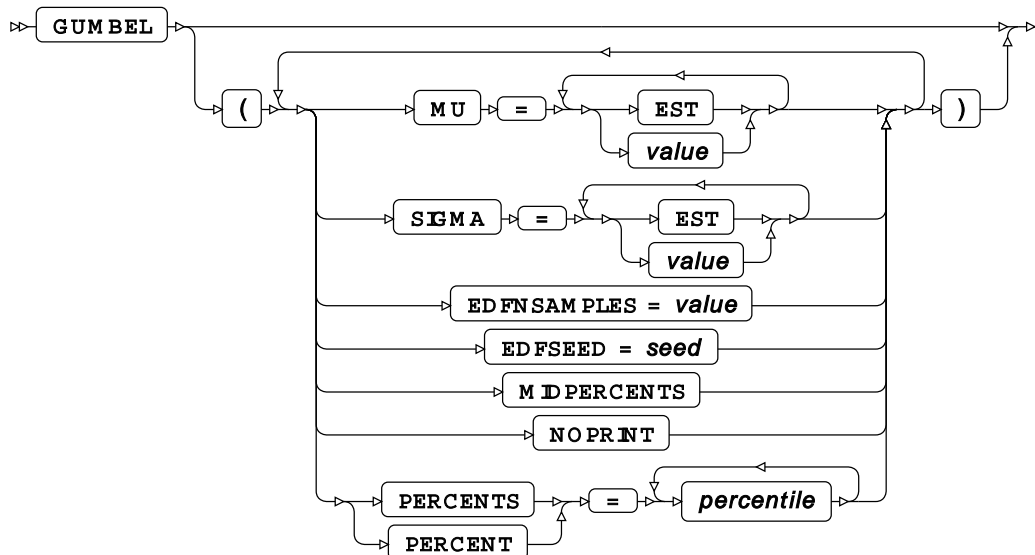 GUMBEL
( MU = EST )
value
SIGMA = EST
value
EDFNSAMPLES = value
EDFSEED = seed
MIDPERCENTS
NOPRINT
PERCENTS = percentile
PERCENT